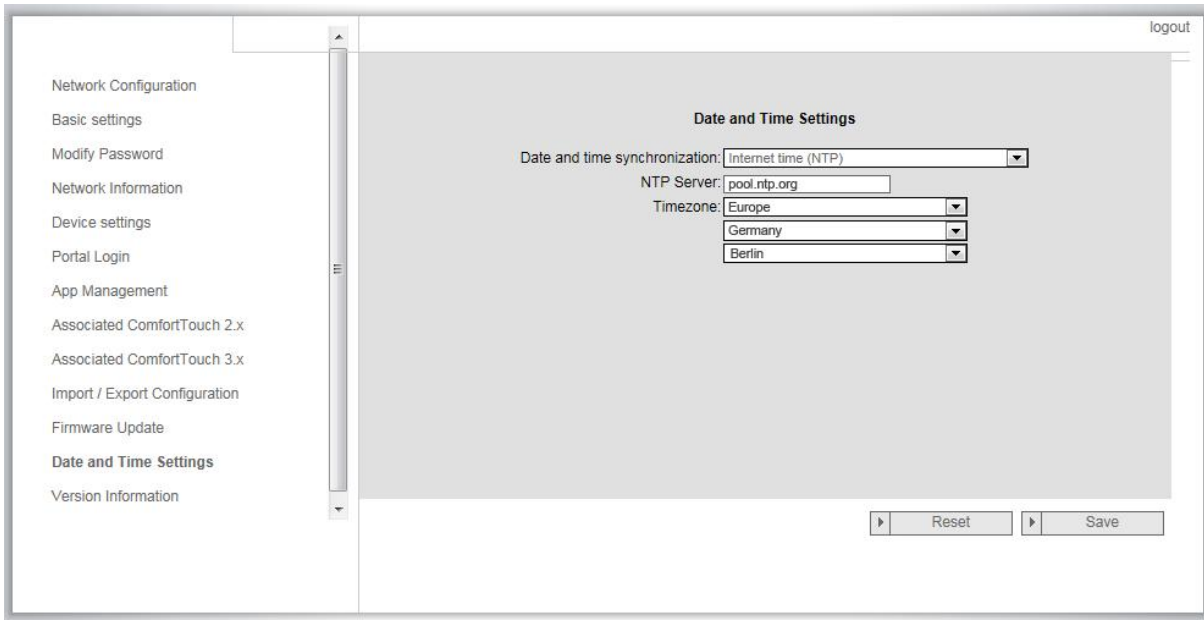 logout
Network Configuration
Basic settings
Modify Password
Network Information
Device settings
Portal Login
App Management
Associated ComfortTouch 2.x
Associated ComfortTouch 3.x
Import / Export Configuration
Firmware Update
Date and Time Settings
Version Information
Date and Time Settings
Date and time synchronization: Internet time (NTP)
NTP Server: pool.ntp.org
Timezone: Europe
Germany
Berlin
Reset Save